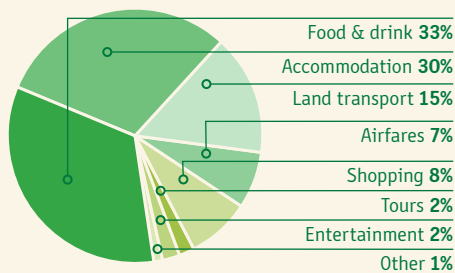 Food & drink 33%
Accommodation 30%
Land transport 15%
Airfares 7%
Shopping 8%
Tours 2%
Entertainment 2%
Other 1%